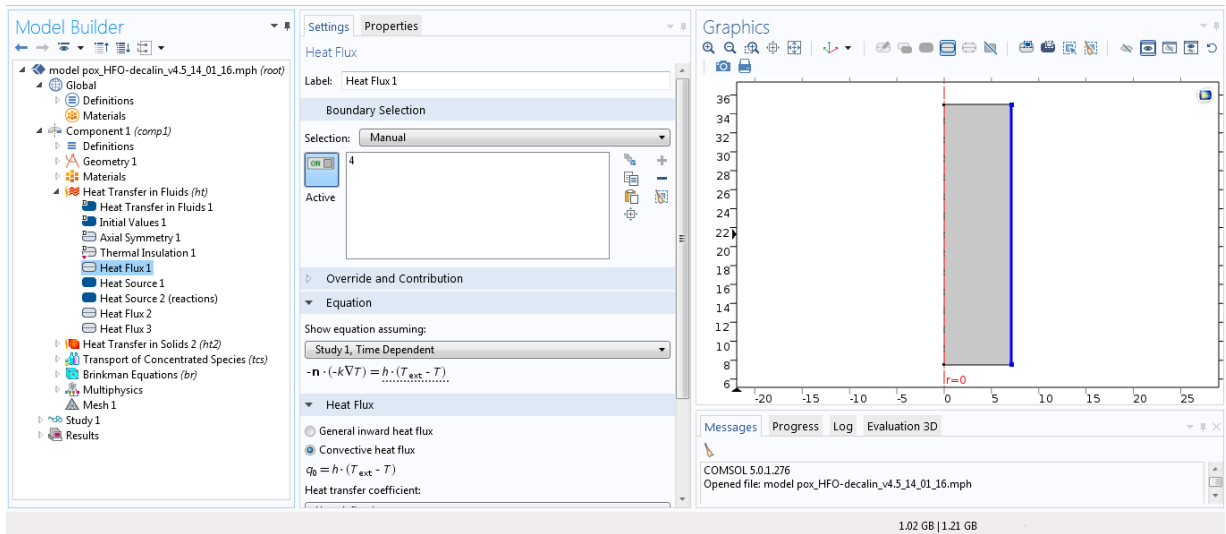 Model Builder
model pox_HFO-decalin_v4.5_14_01_16.mph (root)
Global
Definitions
Materials
Component 1 (comp1)
Definitions
Geometry 1
Materials
Heat Transfer in Fluids (ht)
Heat Transfer in Fluids 1
Initial Values 1
Axial Symmetry 1
Thermal Insulation 1
Heat Flux 1
Heat Source 1
Heat Source 2 (reactions)
Heat Flux 2
Heat Flux 3
Heat Transfer in Solids 2 (ht2)
Transport of Concentrated Species (tcs)
Brinkman Equations (br)
Multiphysics
Mesh 1
Study 1
Results
Settings Properties
Heat Flux
Label: Heat Flux 1
Boundary Selection
Selection: Manual
ON 4
Active
Override and Contribution
Equation
Show equation assuming:
Study 1, Time Dependent
-n · (-k∇T) = h · (Text - T)
Heat Flux
General inward heat flux
Convective heat flux
q0 = h · (Text - T)
Heat transfer coefficient:
Graphics
36
34
32
30
28
26
24
22
20
18
16
14
12
10
8
6
r=0
-20 -15 -10 -5 0 5 10 15 20 25
Messages Progress Log Evaluation 3D
COMSOL 5.0.1.276
Opened file: model pox_HFO-decalin_v4.5_14_01_16.mph
1.02 GB | 1.21 GB